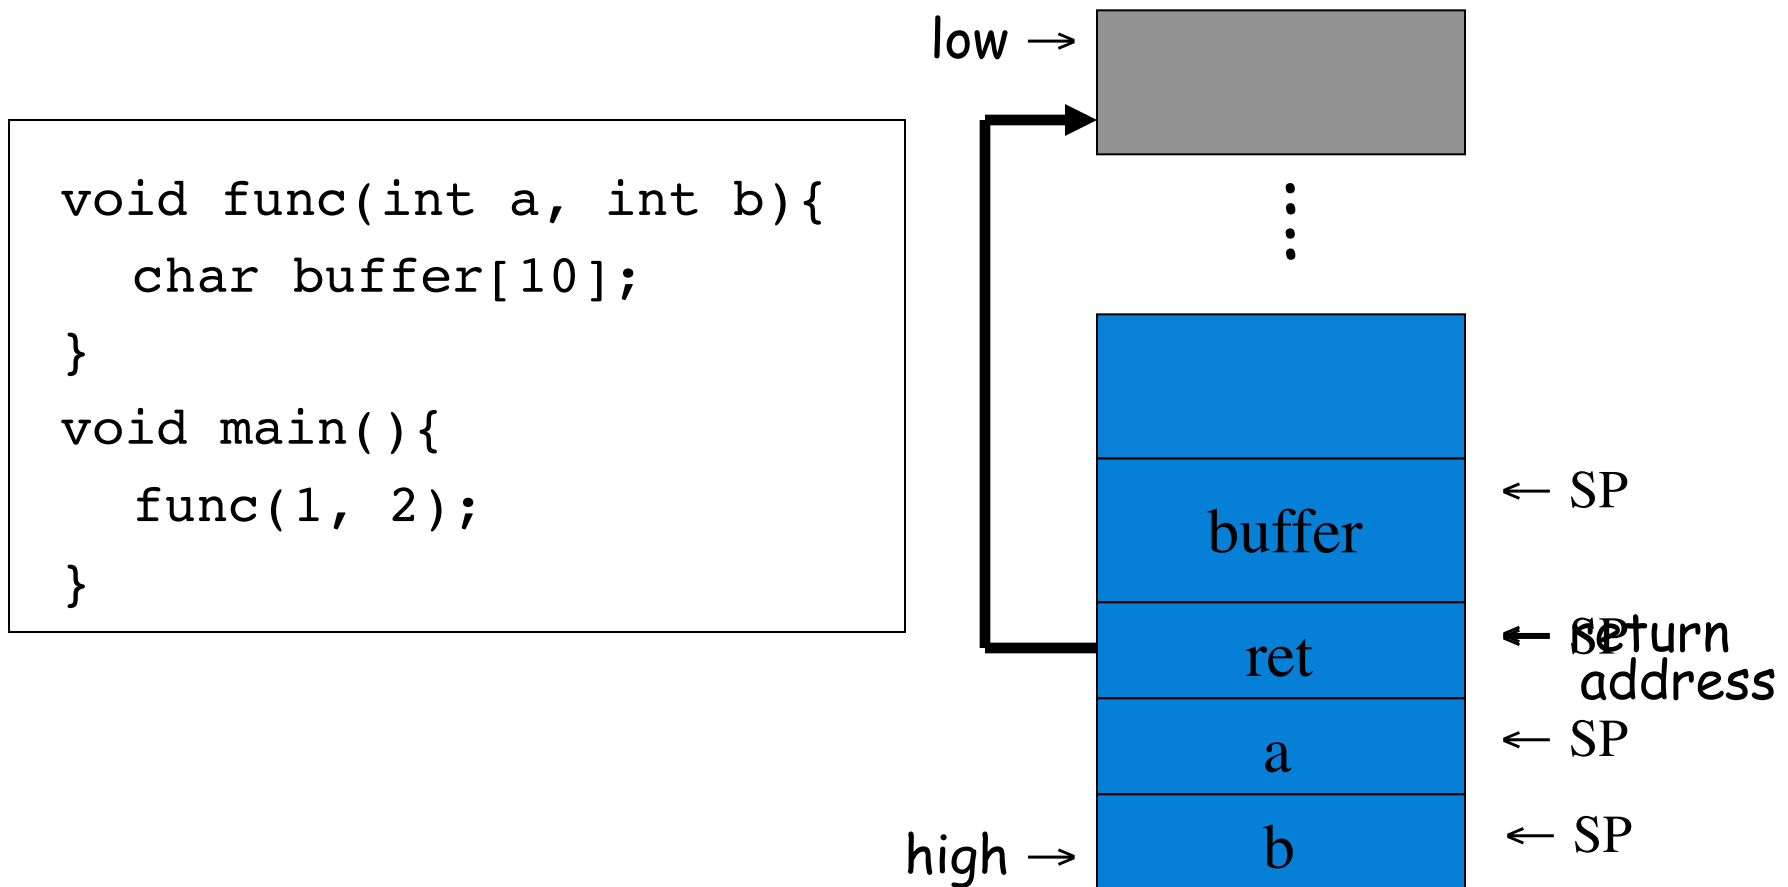 void func(int a, int b){
char buffer[10];
}
void main(){
func(1, 2);
}
low →
buffer
← SP
ret
← SP
return
address
a
← SP
high →
b
← SP